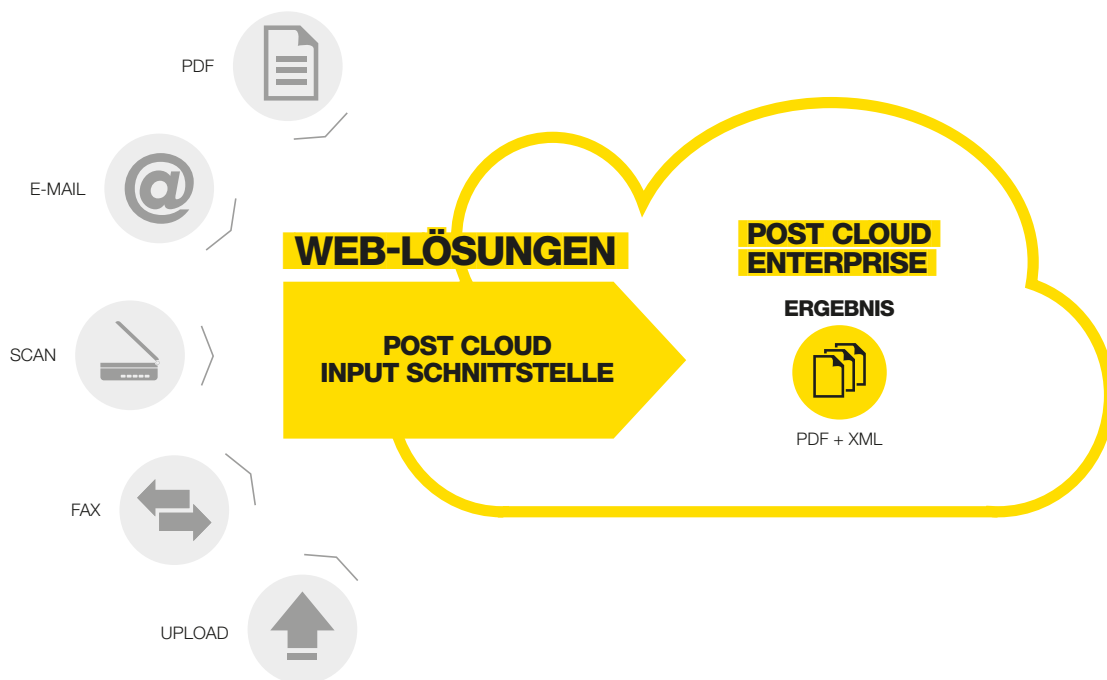 PDF
E-MAIL
SCAN
FAX
UPLOAD
WEB-LÖSUNGEN
POST CLOUD
INPUT SCHNITTSTELLE
POST CLOUD
ENTERPRISE
ERGEBNIS
PDF + XML